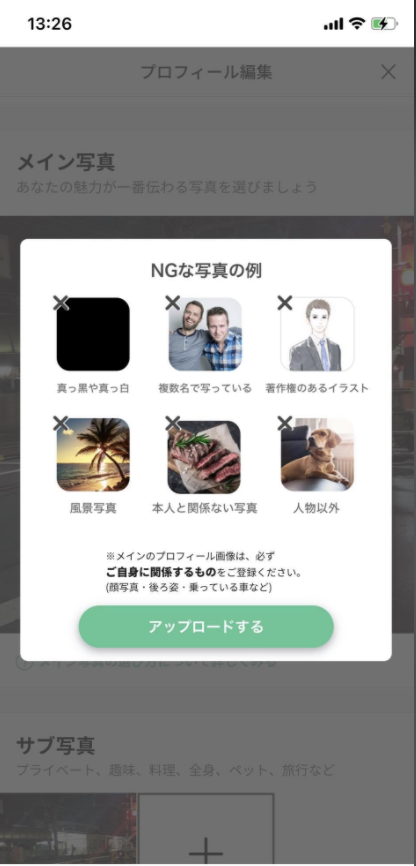 13:26
プロフィール編集
メイン写真
あなたの魅力が一番伝わる写真を選びましょう
NGな写真の例
真っ黒や真っ白
複数名で写っている
著作権のあるイラスト
風景写真
本人と関係ない写真
人物以外
※メインのプロフィール画像は、必ず
ご自身に関係するものをご登録ください。
(顔写真・後ろ姿・乗っている車など)
アップロードする
サブ写真
プライベート、趣味、料理、全身、ペット、旅行など